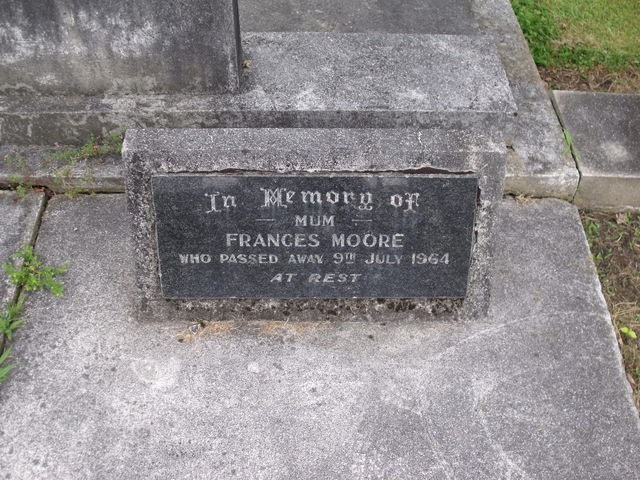 In Memory of
— MUM —
FRANCES MOORE
WHO PASSED AWAY 9TH JULY 1964
AT REST